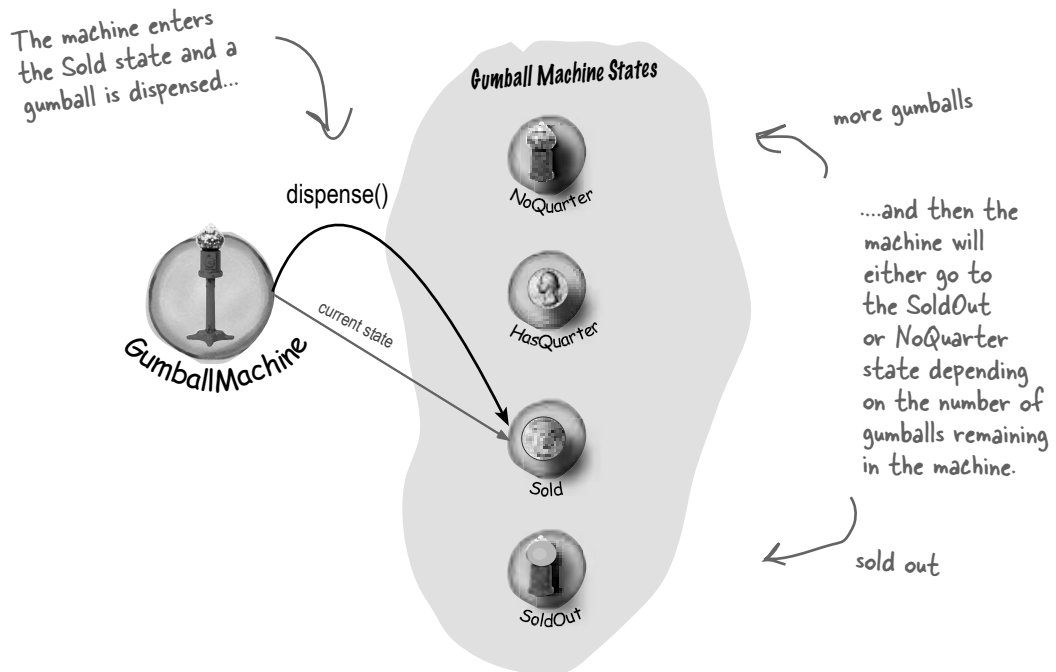 The machine enters
the Sold state and a
gumball is dispensed...
Gumball Machine States
more gumballs
NoQuarter
dispense()
....and then the
machine will
either go to
the SoldOut
or NoQuarter
state depending
on the number of
gumballs remaining
in the machine.
GumballMachine
current state
HasQuarter
Sold
sold out
SoldOut